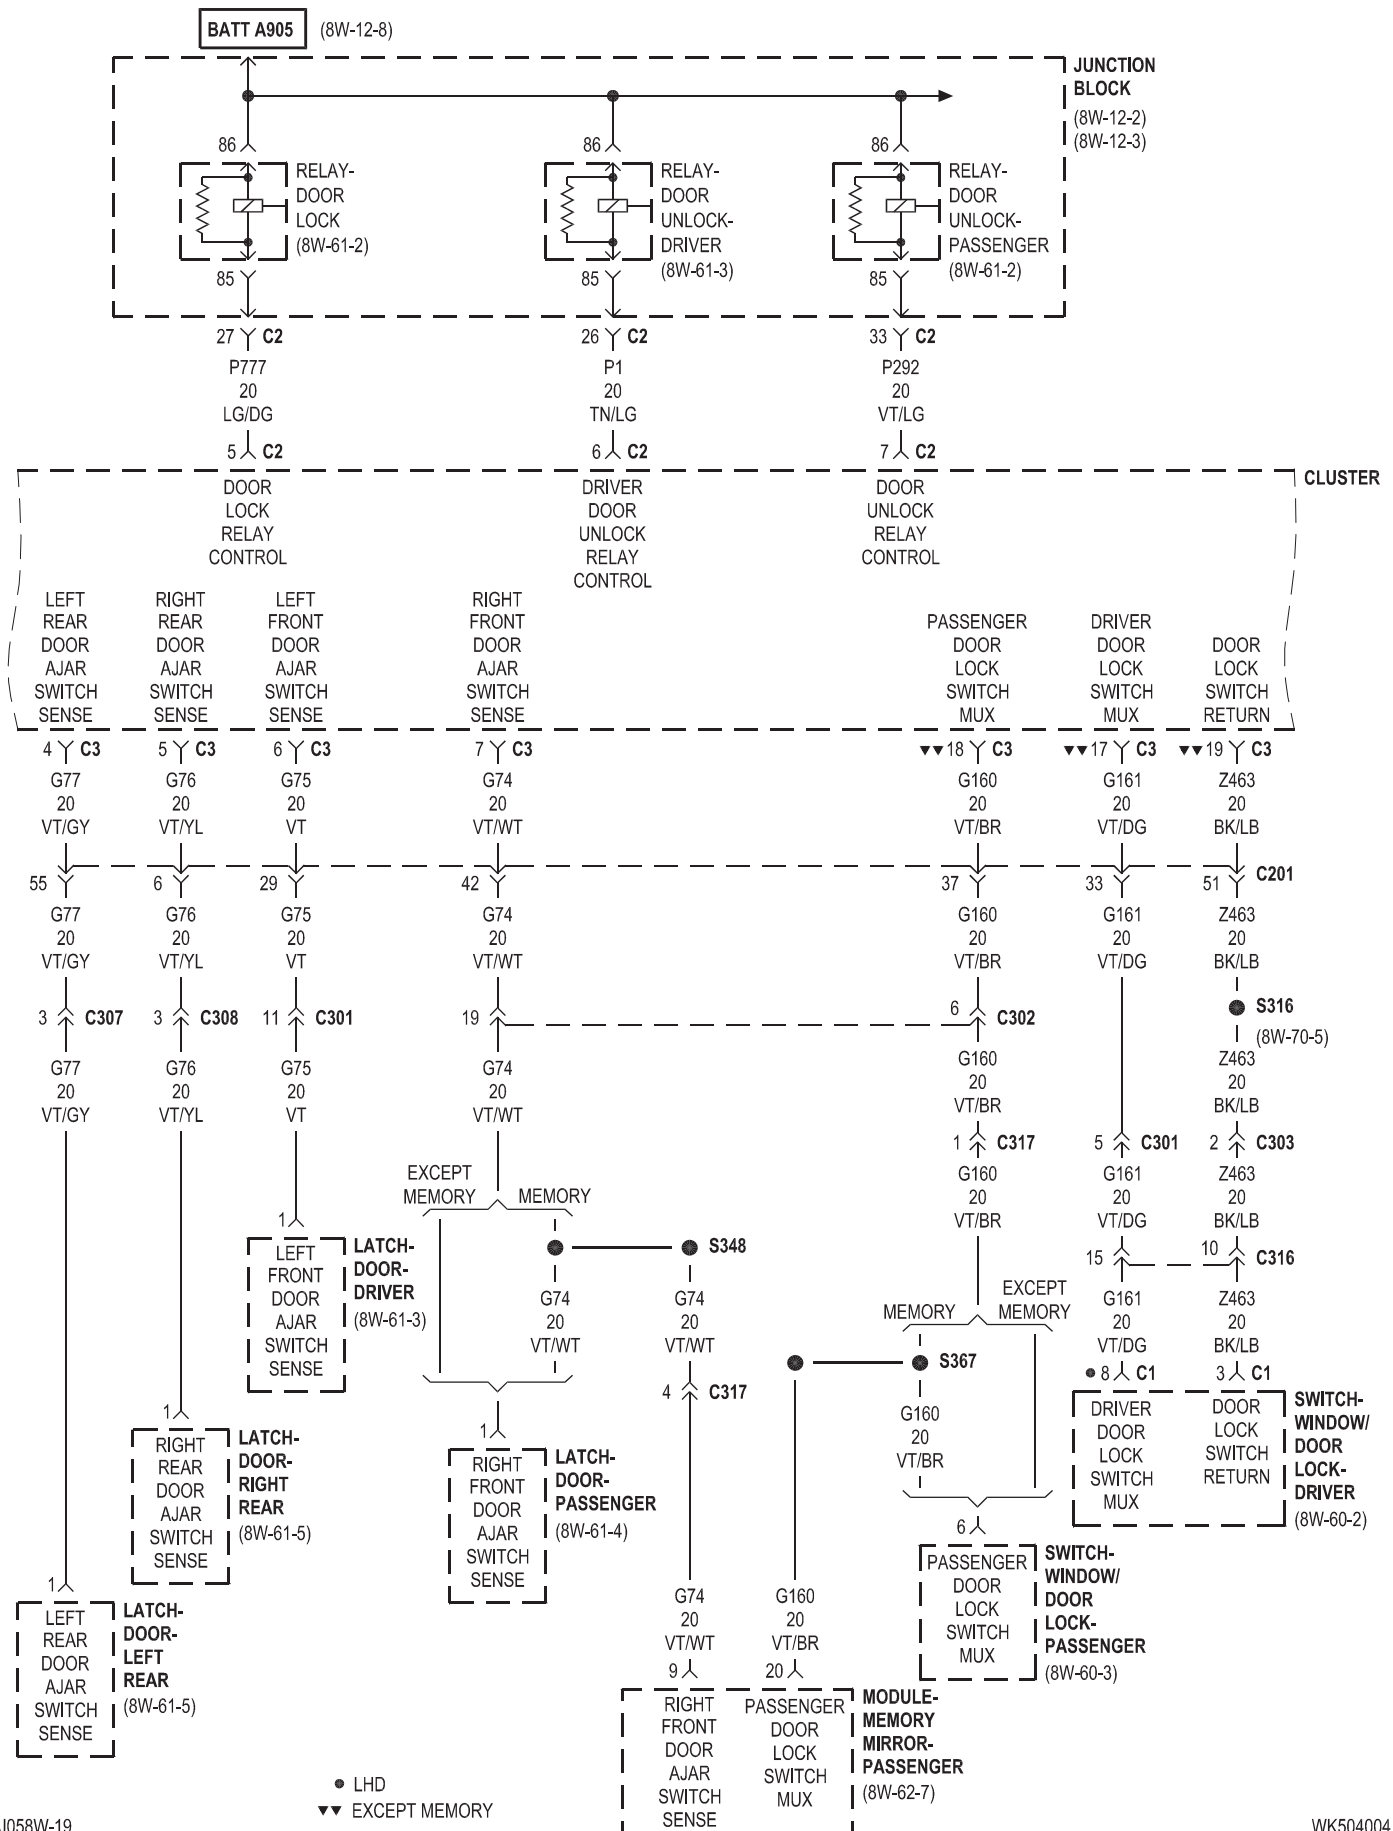 BATT A905 (8W-12-8)
JUNCTION
BLOCK
(8W-12-2)
(8W-12-3)
86 86 86
RELAY-
DOOR
LOCK
(8W-61-2)
RELAY-
DOOR
UNLOCK-
DRIVER
(8W-61-3)
RELAY-
DOOR
UNLOCK-
PASSENGER
(8W-61-2)
85 85 85
27 C2 26 C2 33 C2
P777 P1 P292
20 20 20
LG/DG TN/LG VT/LG
5 C2 6 C2 7 C2
CLUSTER
DOOR
LOCK
RELAY
CONTROL
DRIVER
DOOR
UNLOCK
RELAY
CONTROL
DOOR
UNLOCK
RELAY
CONTROL
LEFT
REAR
DOOR
AJAR
SWITCH
SENSE
RIGHT
REAR
DOOR
AJAR
SWITCH
SENSE
LEFT
FRONT
DOOR
AJAR
SWITCH
SENSE
RIGHT
FRONT
DOOR
AJAR
SWITCH
SENSE
PASSENGER
DOOR
LOCK
SWITCH
MUX
DRIVER
DOOR
LOCK
SWITCH
MUX
DOOR
LOCK
SWITCH
RETURN
4 C3 5 C3 6 C3 7 C3 ▼▼18 C3 ▼▼17 C3 ▼▼19 C3
G77 G76 G75 G74 G160 G161 Z463
20 20 20 20 20 20 20
VT/GY VT/YL VT VT/WT VT/BR VT/DG BK/LB
55 6 29 42 37 33 51 C201
G77 G76 G75 G74 G160 G161 Z463
20 20 20 20 20 20 20
VT/GY VT/YL VT VT/WT VT/BR VT/DG BK/LB
3 C307 3 C308 11 C301 19 6 C302 S316
(8W-70-5)
G77 G76 G75 G74 G160 Z463
20 20 20 20 20 20
VT/GY VT/YL VT VT/WT VT/BR BK/LB
1 C317 5 C301 2 C303
G160 G161 Z463
20 20 20
VT/BR VT/DG BK/LB
EXCEPT
MEMORY MEMORY
1
LEFT
FRONT
DOOR
AJAR
SWITCH
SENSE
LATCH-
DOOR-
DRIVER
(8W-61-3)
S348
15 10 C316
G74 G74
20 20
VT/WT VT/WT
MEMORY EXCEPT
MEMORY
G161 Z463
20 20
VT/DG BK/LB
S367
4 C317
● 8 C1 3 C1
DRIVER
DOOR
LOCK
SWITCH
MUX
DOOR
LOCK
SWITCH
RETURN
SWITCH-
WINDOW/
DOOR
LOCK-
DRIVER
(8W-60-2)
G160
20
VT/BR
1
RIGHT
REAR
DOOR
AJAR
SWITCH
SENSE
LATCH-
DOOR-
RIGHT
REAR
(8W-61-5)
1
RIGHT
FRONT
DOOR
AJAR
SWITCH
SENSE
LATCH-
DOOR-
PASSENGER
(8W-61-4)
6
PASSENGER
DOOR
LOCK
SWITCH
MUX
SWITCH-
WINDOW/
DOOR
LOCK-
PASSENGER
(8W-60-3)
1
LEFT
REAR
DOOR
AJAR
SWITCH
SENSE
LATCH-
DOOR-
LEFT
REAR
(8W-61-5)
G74 G160
20 20
VT/WT VT/BR
9 20
RIGHT
FRONT
DOOR
AJAR
SWITCH
SENSE
PASSENGER
DOOR
LOCK
SWITCH
MUX
MODULE-
MEMORY
MIRROR-
PASSENGER
(8W-62-7)
● LHD
▼▼ EXCEPT MEMORY
J058W-19 WK504004